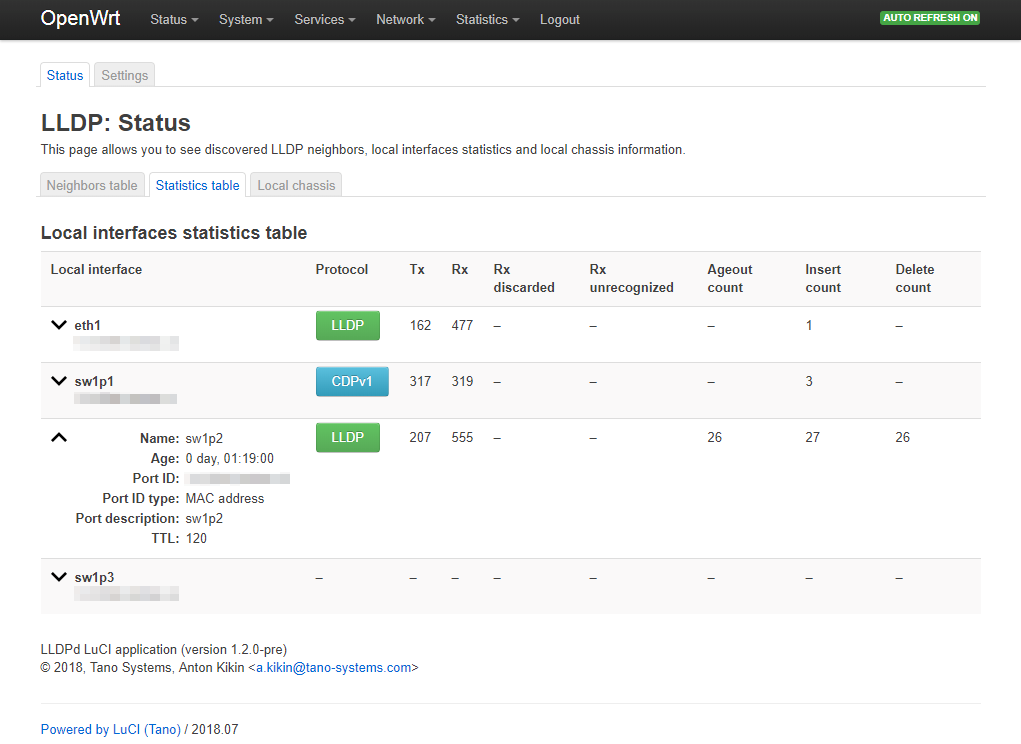 OpenWrt Status System Services Network Statistics Logout AUTO REFRESH ON
Status Settings
LLDP: Status
This page allows you to see discovered LLDP neighbors, local interfaces statistics and local chassis information.
Neighbors table Statistics table Local chassis
Local interfaces statistics table
Local interface Protocol Tx Rx Rx discarded Rx unrecognized Ageout count Insert count Delete count
eth1 LLDP 162 477 – – – 1 –
sw1p1 CDPv1 317 319 – – – 3 –
Name: sw1p2 LLDP 207 555 – – 26 27 26
Age: 0 day, 01:19:00
Port ID:
Port ID type: MAC address
Port description: sw1p2
TTL: 120
sw1p3 – – – – – – – –
LLDPd LuCI application (version 1.2.0-pre)
© 2018, Tano Systems, Anton Kikin <a.kikin@tano-systems.com>
Powered by LuCI (Tano) / 2018.07